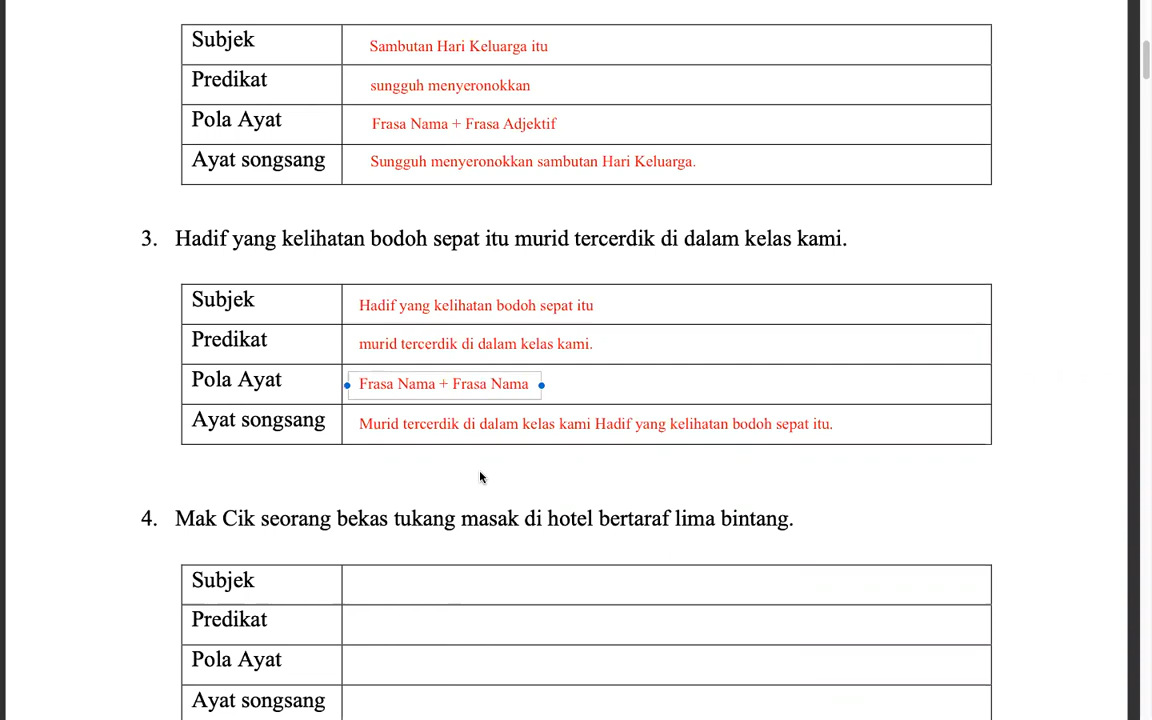 Subjek Sambutan Hari Keluarga itu
Predikat sungguh menyeronokkan
Pola Ayat Frasa Nama + Frasa Adjektif
Ayat songsang Sungguh menyeronokkan sambutan Hari Keluarga.
3. Hadif yang kelihatan bodoh sepat itu murid tercerdik di dalam kelas kami.
Subjek Hadif yang kelihatan bodoh sepat itu
Predikat murid tercerdik di dalam kelas kami.
Pola Ayat Frasa Nama + Frasa Nama
Ayat songsang Murid tercerdik di dalam kelas kami Hadif yang kelihatan bodoh sepat itu.
4. Mak Cik seorang bekas tukang masak di hotel bertaraf lima bintang.
Subjek
Predikat
Pola Ayat
Ayat songsang